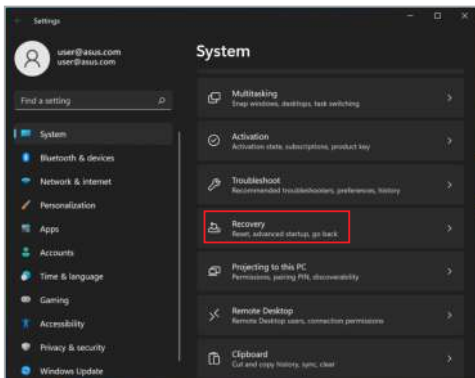 Settings
user@asus.com
user@asus.com
Find a setting
System
Bluetooth & devices
Network & internet
Personalization
Apps
Accounts
Time & language
Gaming
Accessibility
Privacy & security
Windows Update
System
Multitasking
Snap windows, desktops, task switching
Activation
Activation state, subscriptions, product key
Troubleshoot
Recommended troubleshooters, preferences, history
Recovery
Reset, advanced startup, go back
Projecting to this PC
Permissions, pairing PIN, discoverability
Remote Desktop
Remote Desktop users, connection permissions
Clipboard
Cut and copy history, sync, clear